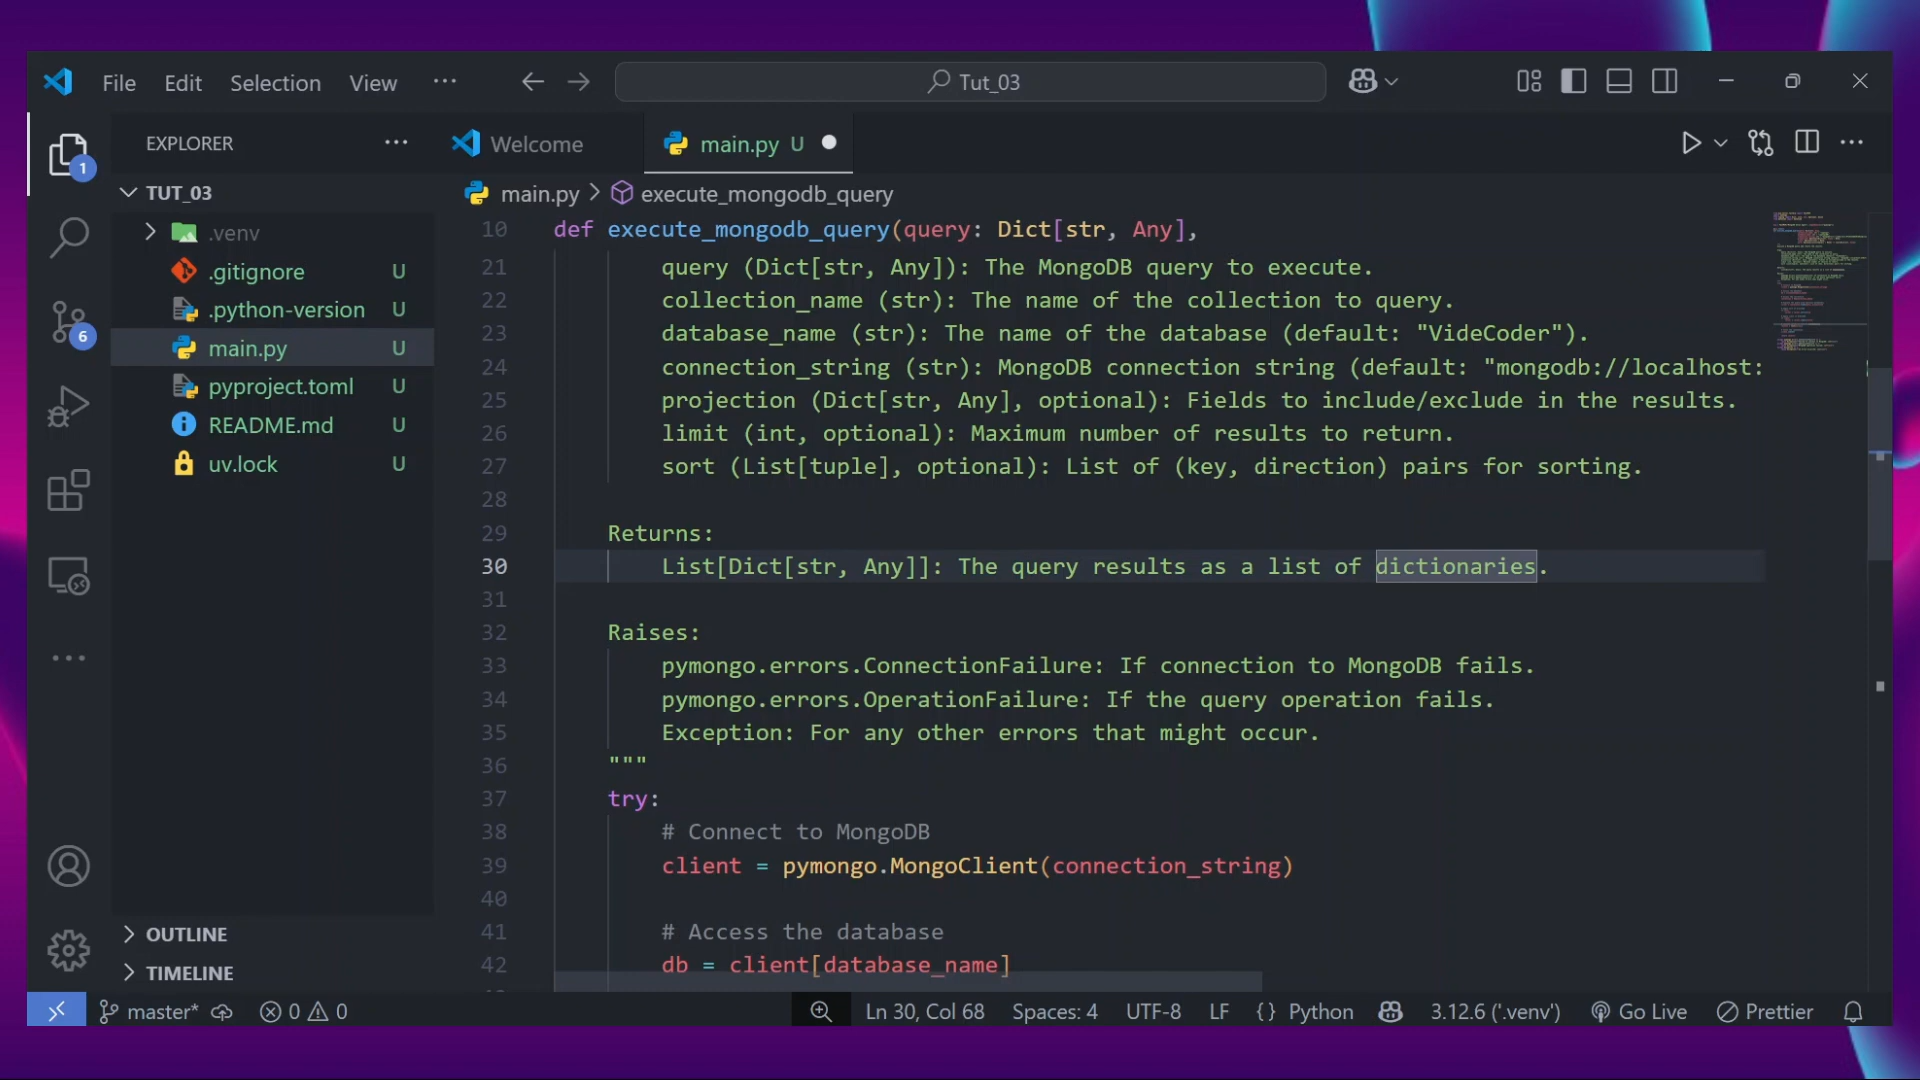 File Edit Selection View ··· Tut_03
EXPLORER ···
Welcome main.py U
1
TUT_03
main.py > execute_mongodb_query
.venv
.gitignore U
.python-version U
main.py U
pyproject.toml U
README.md U
uv.lock U
6
10 def execute_mongodb_query(query: Dict[str, Any],
21 query (Dict[str, Any]): The MongoDB query to execute.
22 collection_name (str): The name of the collection to query.
23 database_name (str): The name of the database (default: "VideCoder").
24 connection_string (str): MongoDB connection string (default: "mongodb://localhost:
25 projection (Dict[str, Any], optional): Fields to include/exclude in the results.
26 limit (int, optional): Maximum number of results to return.
27 sort (List[tuple], optional): List of (key, direction) pairs for sorting.
28
29 Returns:
30 List[Dict[str, Any]]: The query results as a list of dictionaries.
31
32 Raises:
33 pymongo.errors.ConnectionFailure: If connection to MongoDB fails.
34 pymongo.errors.OperationFailure: If the query operation fails.
35 Exception: For any other errors that might occur.
36 """
37 try:
38 # Connect to MongoDB
39 client = pymongo.MongoClient(connection_string)
40
41 # Access the database
42 db = client[database_name]
OUTLINE
TIMELINE
master* 0 0 Ln 30, Col 68 Spaces: 4 UTF-8 LF {} Python 3.12.6 ('.venv') Go Live Prettier